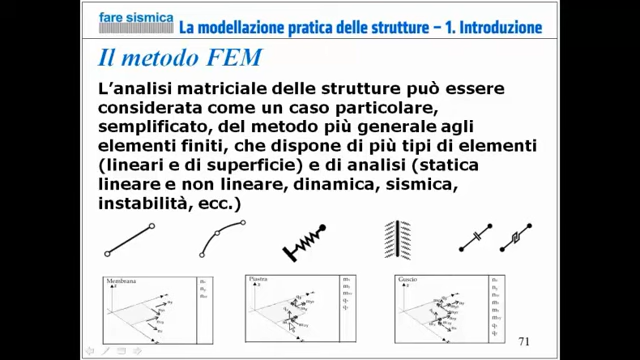 fare sismica
La modellazione pratica delle strutture – 1. Introduzione
Il metodo FEM
L'analisi matriciale delle strutture può essere
considerata come un caso particolare,
semplificato, del metodo più generale agli
elementi finiti, che dispone di più tipi di elementi
(lineari e di superficie) e di analisi (statica
lineare e non lineare, dinamica, sismica,
instabilità, ecc.)
Membrana
Piastra
Guscio
71